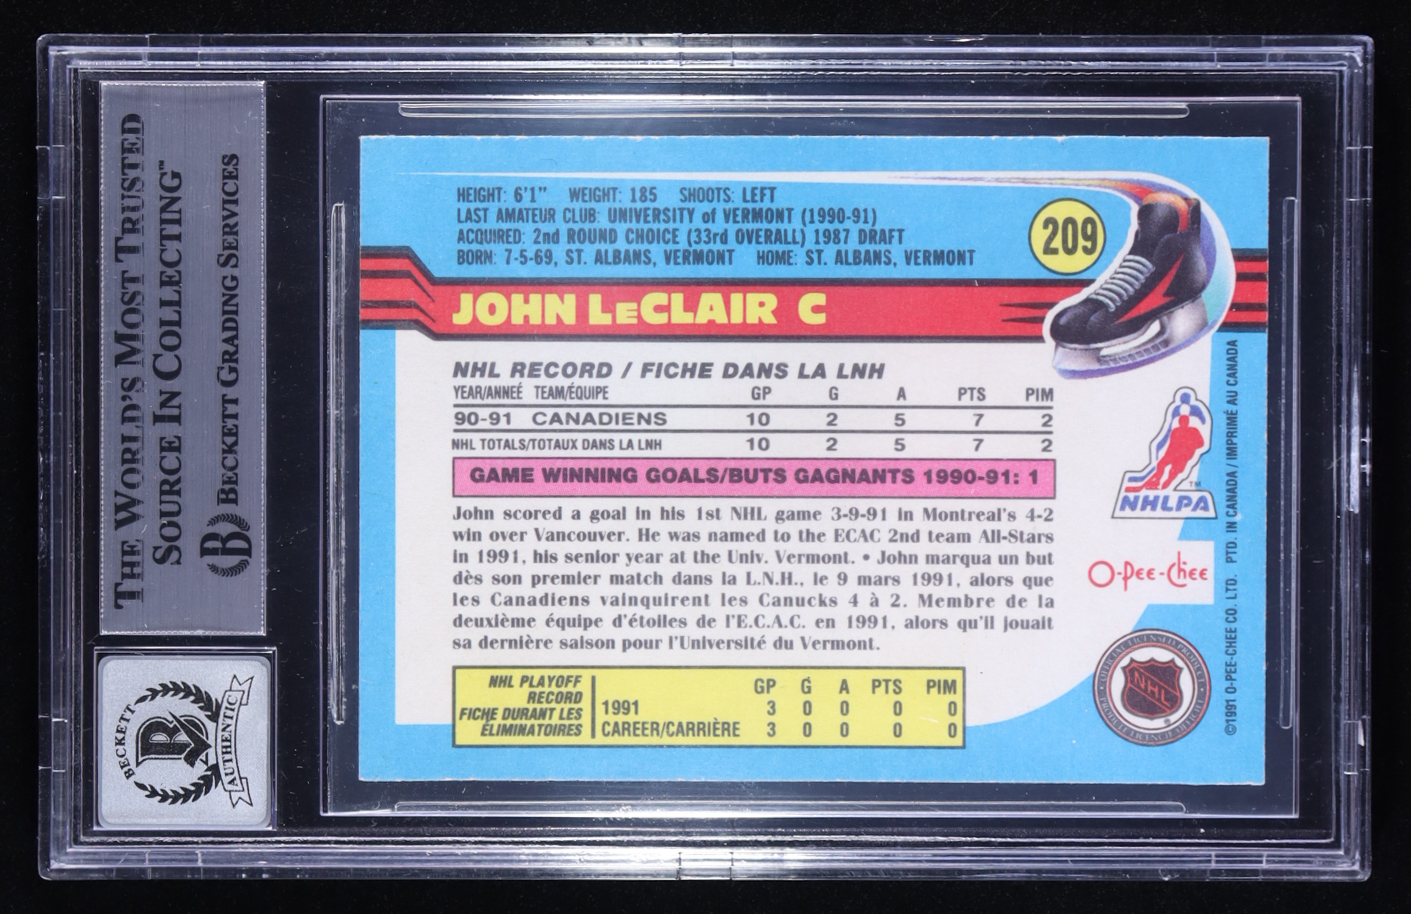 THE WORLD'S MOST TRUSTED
SOURCE IN COLLECTING™
BECKETT GRADING SERVICES
BECKETT
AUTHENTIC
HEIGHT: 6'1" WEIGHT: 185 SHOOTS: LEFT
LAST AMATEUR CLUB: UNIVERSITY of VERMONT (1990-91)
ACQUIRED: 2nd ROUND CHOICE (33rd OVERALL) 1987 DRAFT
BORN: 7-5-69, ST. ALBANS, VERMONT HOME: ST. ALBANS, VERMONT
209
JOHN LeCLAIR C
NHL RECORD / FICHE DANS LA LNH
YEAR/ANNEÉ TEAM/ÉQUIPE GP G A PTS PIM
90-91 CANADIENS 10 2 5 7 2
NHL TOTALS/TOTAUX DANS LA LNH 10 2 5 7 2
GAME WINNING GOALS/BUTS GAGNANTS 1990-91: 1
John scored a goal in his 1st NHL game 3-9-91 in Montreal's 4-2
win over Vancouver. He was named to the ECAC 2nd team All-Stars
in 1991, his senior year at the Univ. Vermont. • John marqua un but
dès son premier match dans la L.N.H., le 9 mars 1991, alors que
les Canadiens vainquirent les Canucks 4 à 2. Membre de la
deuxième équipe d'étoiles de l'E.C.A.C. en 1991, alors qu'il jouait
sa dernière saison pour l'Université du Vermont.
NHL PLAYOFF
RECORD
FICHE DURANT LES
ÉLIMINATOIRES
GP G A PTS PIM
1991 3 0 0 0 0
CAREER/CARRIÈRE 3 0 0 0 0
NHLPA
TM
O-PEE-CHEE
OFFICIAL LICENSED PRODUCT
NHL
PRODUIT LICENCIÉ OFFICIEL
©1991 O-PEE-CHEE CO. LTD. PTD. IN CANADA / IMPRIMÉ AU CANADA